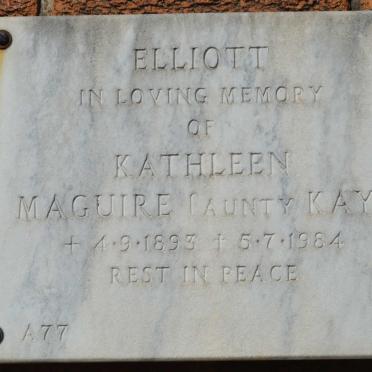 ELLIOTT
IN LOVING MEMORY
OF
KATHLEEN
MAGUIRE (AUNTY KAY
+ 4·9·1893 + 5·7·1984
REST IN PEACE
A77